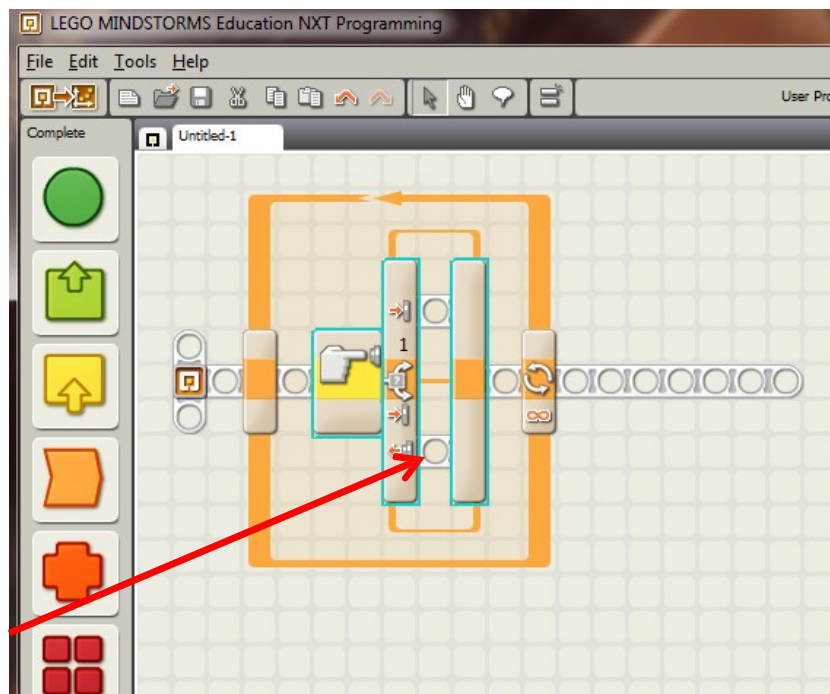 LEGO MINDSTORMS Education NXT Programming
File Edit Tools Help
User Pro
Complete
Untitled-1
1
?
∞